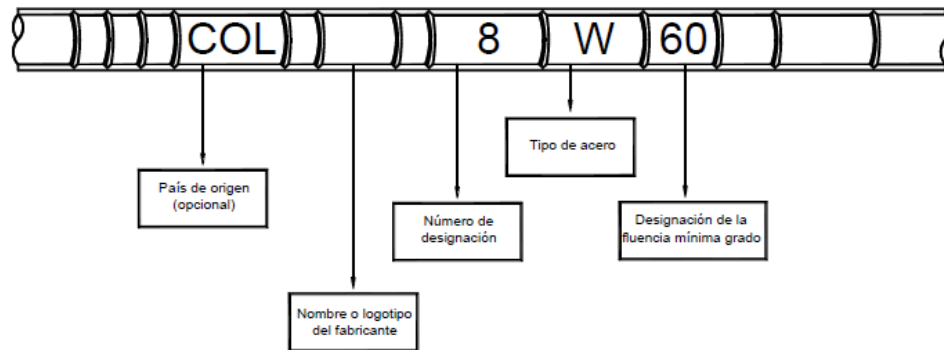 COL 8 W 60
Tipo de acero
País de origen
(opcional)
Número de
designación
Designación de la
fluencia mínima grado
Nombre o logotipo
del fabricante